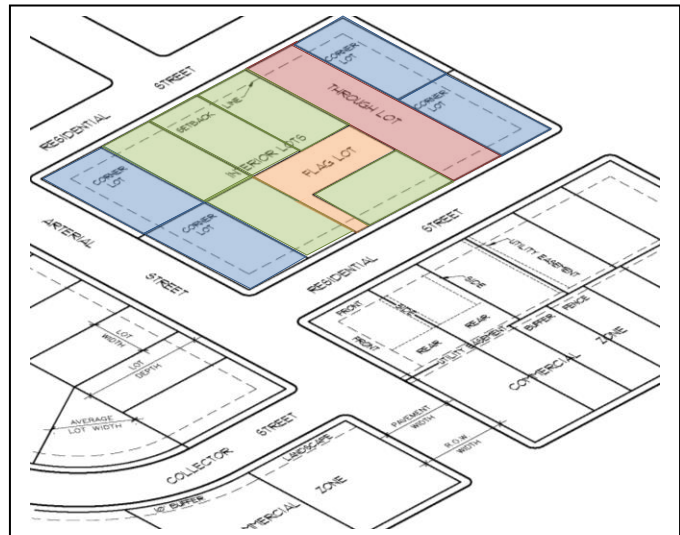 CORNER
LOT
STREET
THROUGH LOT
CORNER
LOT
RESIDENTIAL
SETBACK
LINE
INTERIOR LOTS
FLAG LOT
CORNER
LOT
CORNER
LOT
ARTERIAL
STREET
STREET
RESIDENTIAL
UTILITY EASEMENT
SIDE
FRONT
SIDE
FRONT
REAR
REAR
UTILITY EASEMENT
BUFFER FENCE
COMMERCIAL ZONE
LOT
WIDTH
LOT
DEPTH
AVERAGE
LOT WIDTH
PAVEMENT
WIDTH
R.O.W
WIDTH
COLLECTOR STREET
LANDSCAPE
10' BUFFER
MMERCIAL ZONE